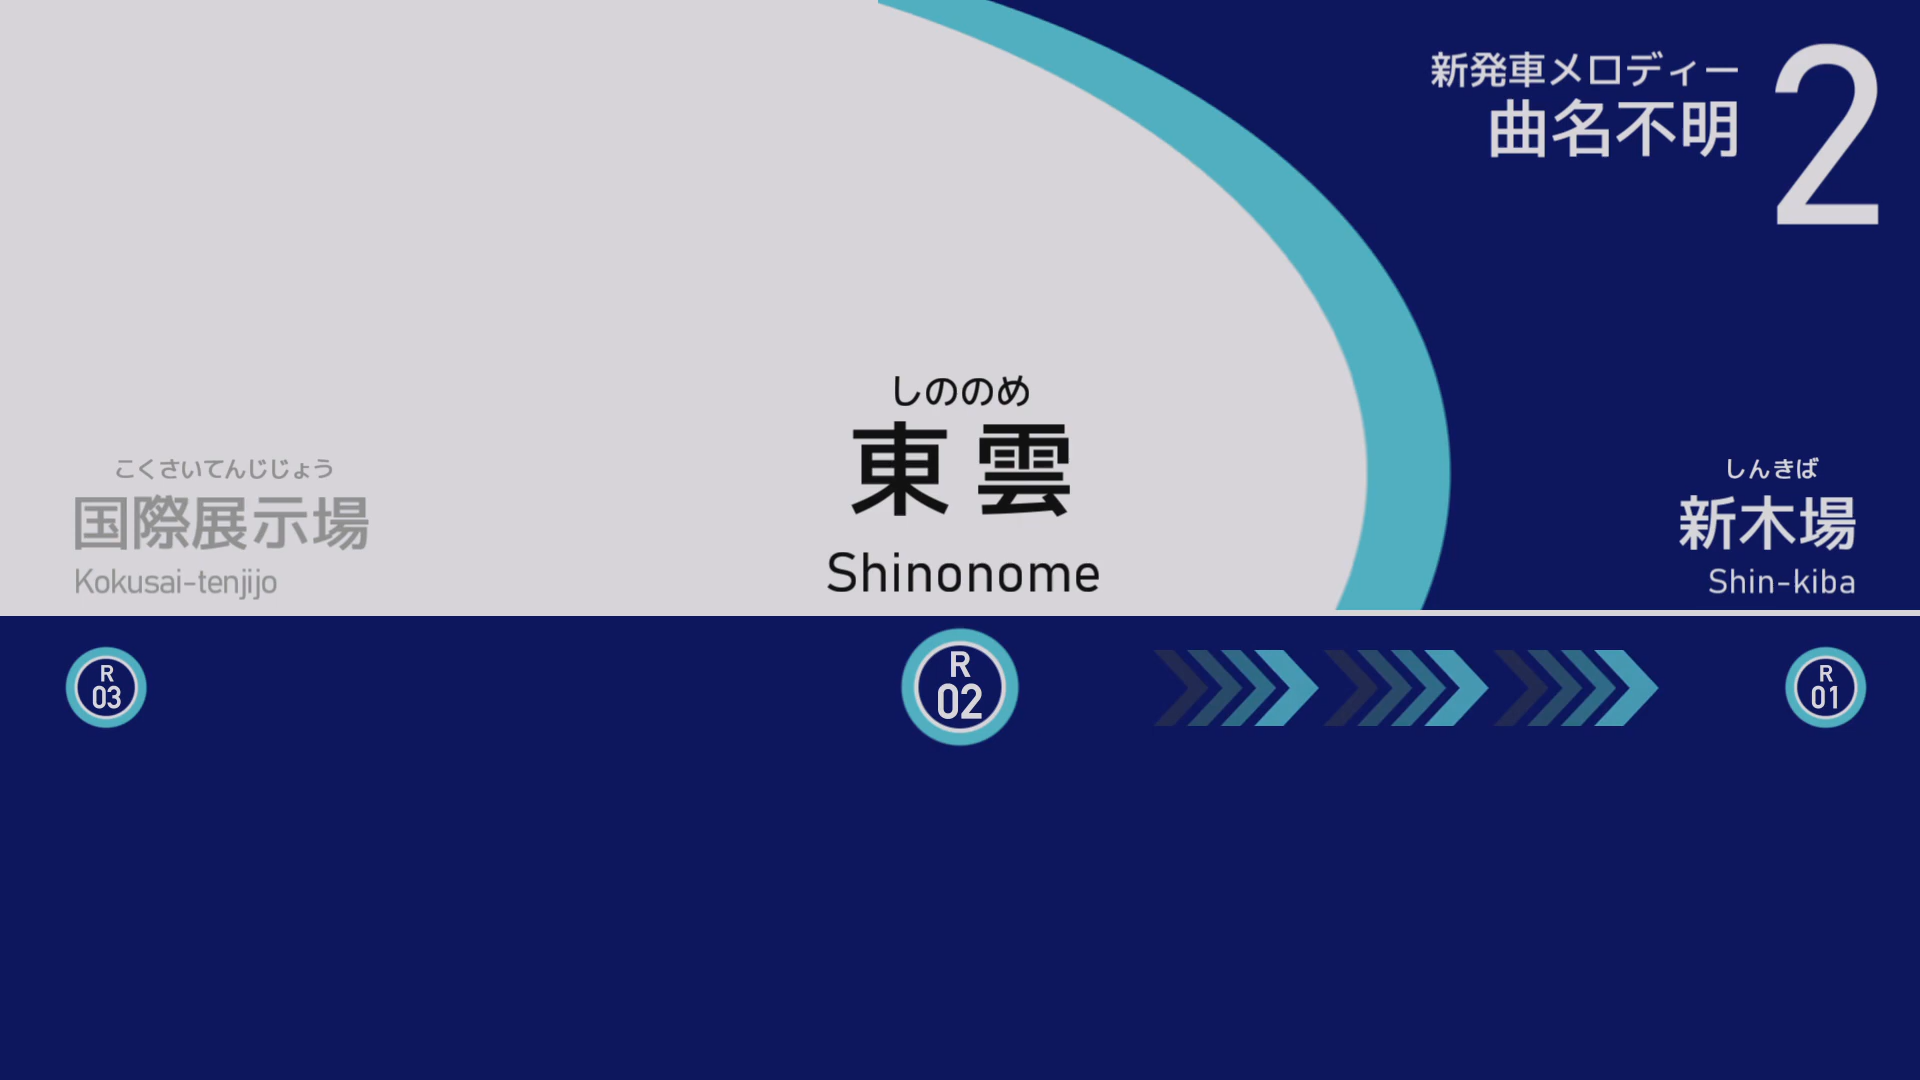 新発車メロディー
曲名不明
2
しののめ
東雲
Shinonome
こくさいてんじじょう
国際展示場
Kokusai-tenjijo
しんきば
新木場
Shin-kiba
R
03
R
02
R
01